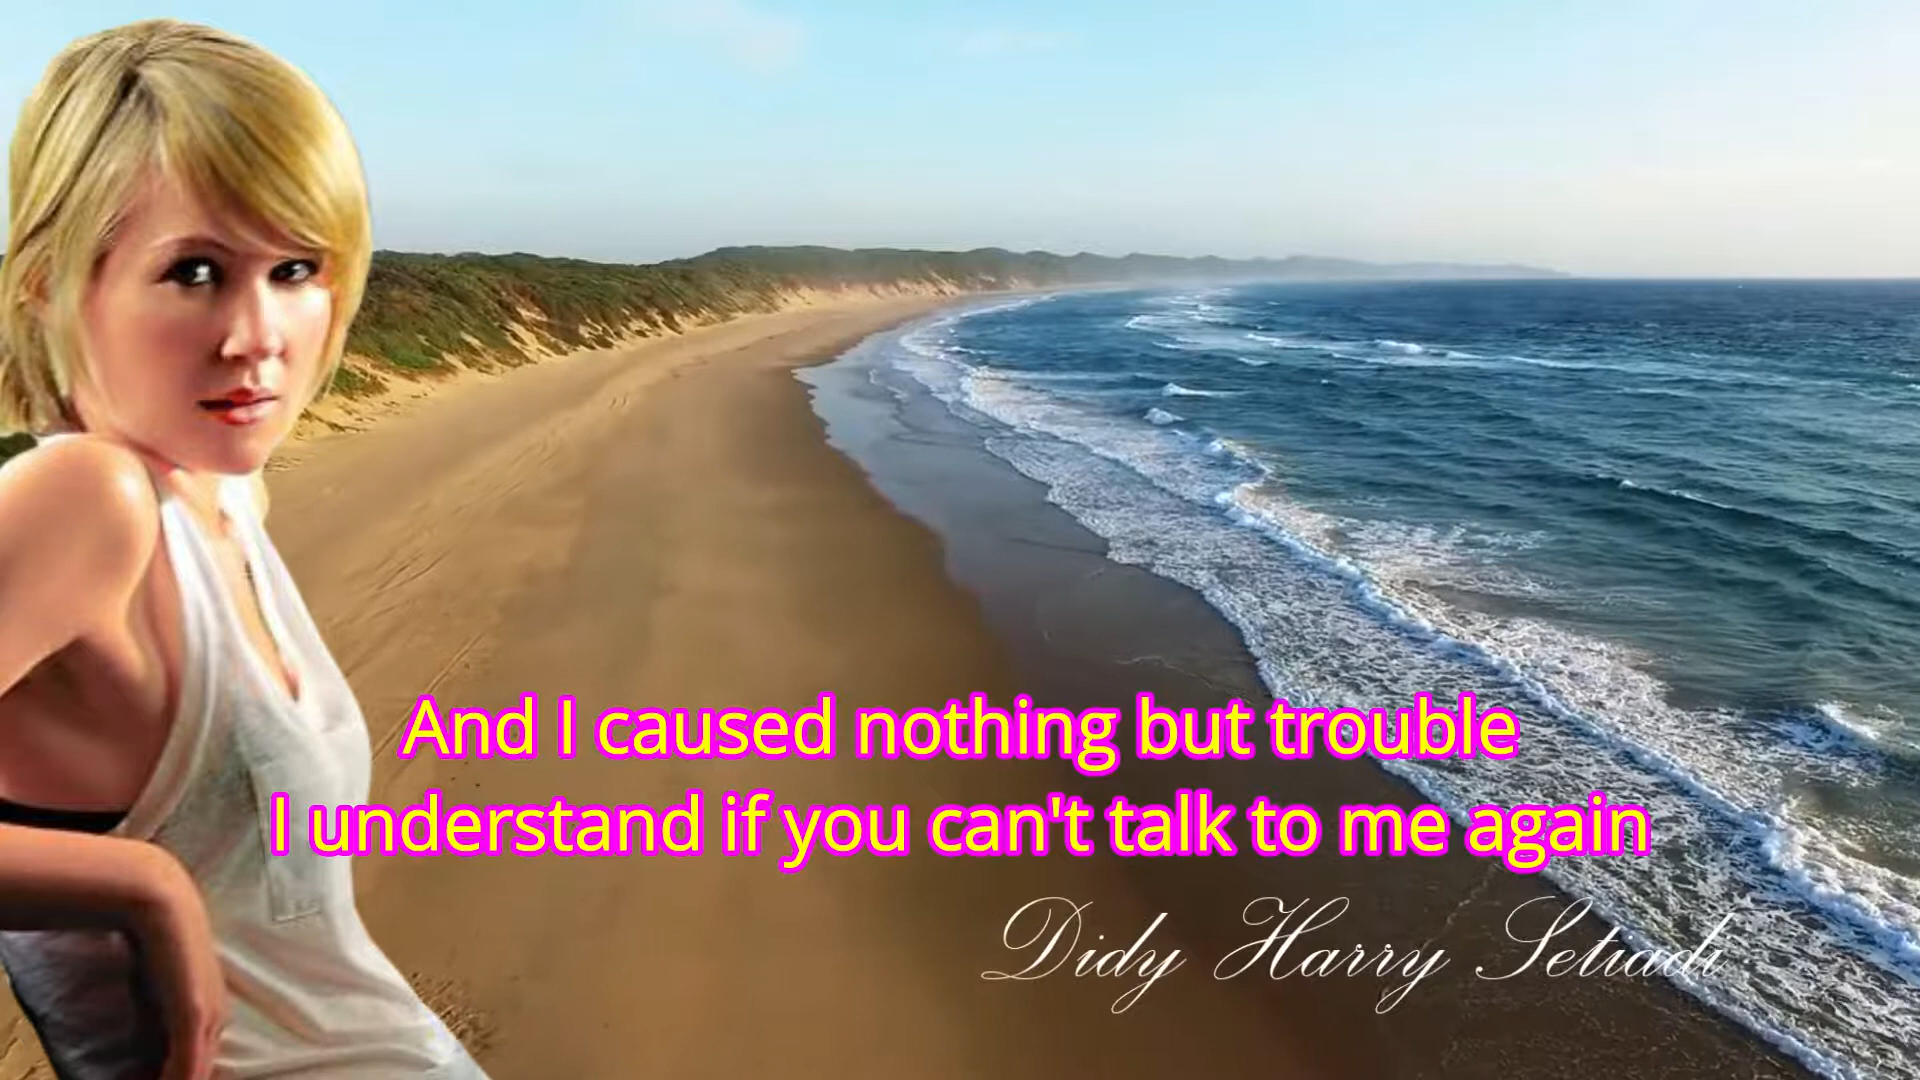 And I caused nothing but trouble
I understand if you can't talk to me again
Didy Harry Setiadi